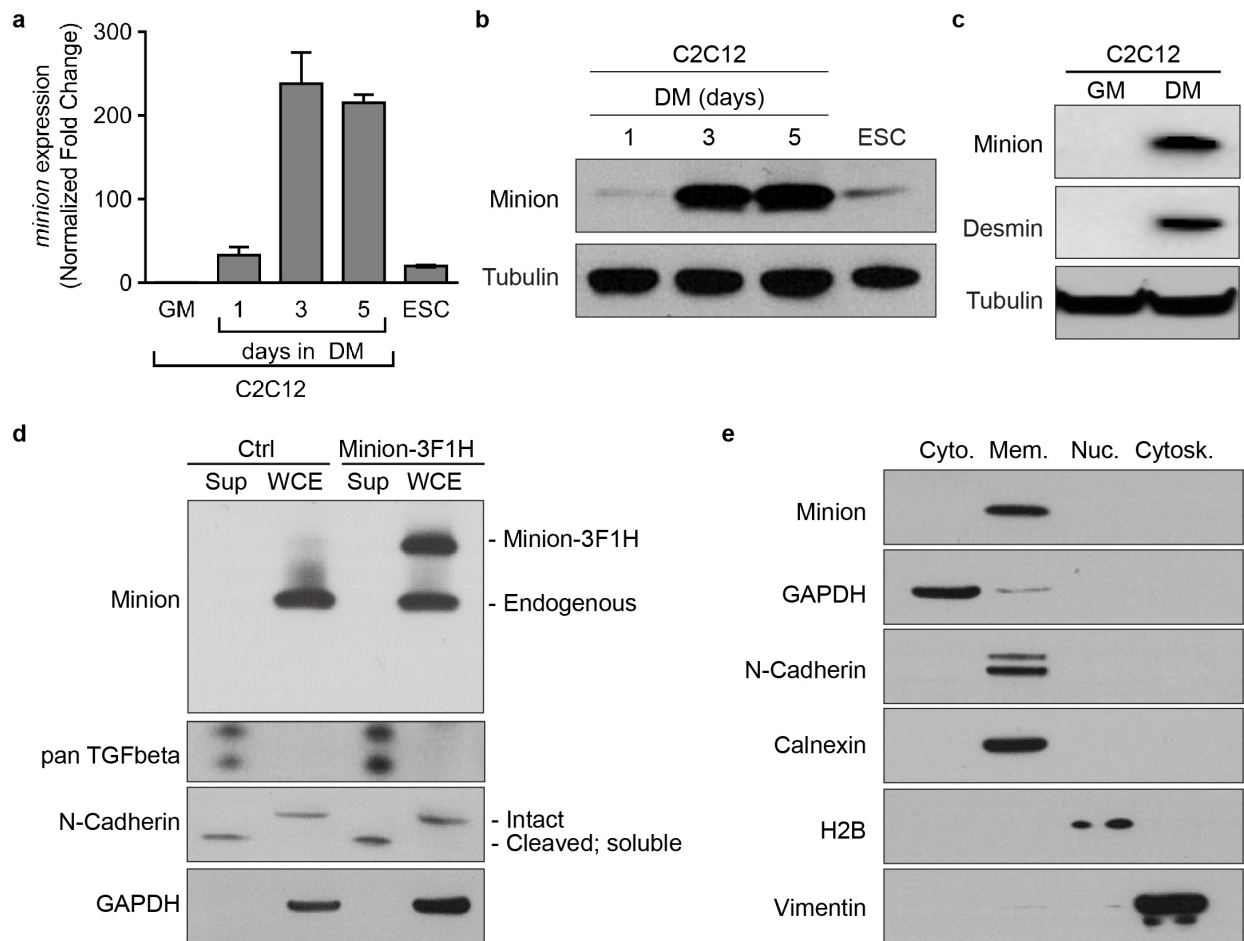 a
minion expression
(Normalized Fold Change)
300
200
100
0
GM 1 3 5 ESC
days in DM
C2C12
b
C2C12
DM (days)
1 3 5 ESC
Minion
Tubulin
c
C2C12
GM DM
Minion
Desmin
Tubulin
d
Ctrl Minion-3F1H
Sup WCE Sup WCE
- Minion-3F1H
Minion - Endogenous
pan TGFbeta
N-Cadherin - Intact
- Cleaved; soluble
GAPDH
e
Cyto. Mem. Nuc. Cytosk.
Minion
GAPDH
N-Cadherin
Calnexin
H2B
Vimentin